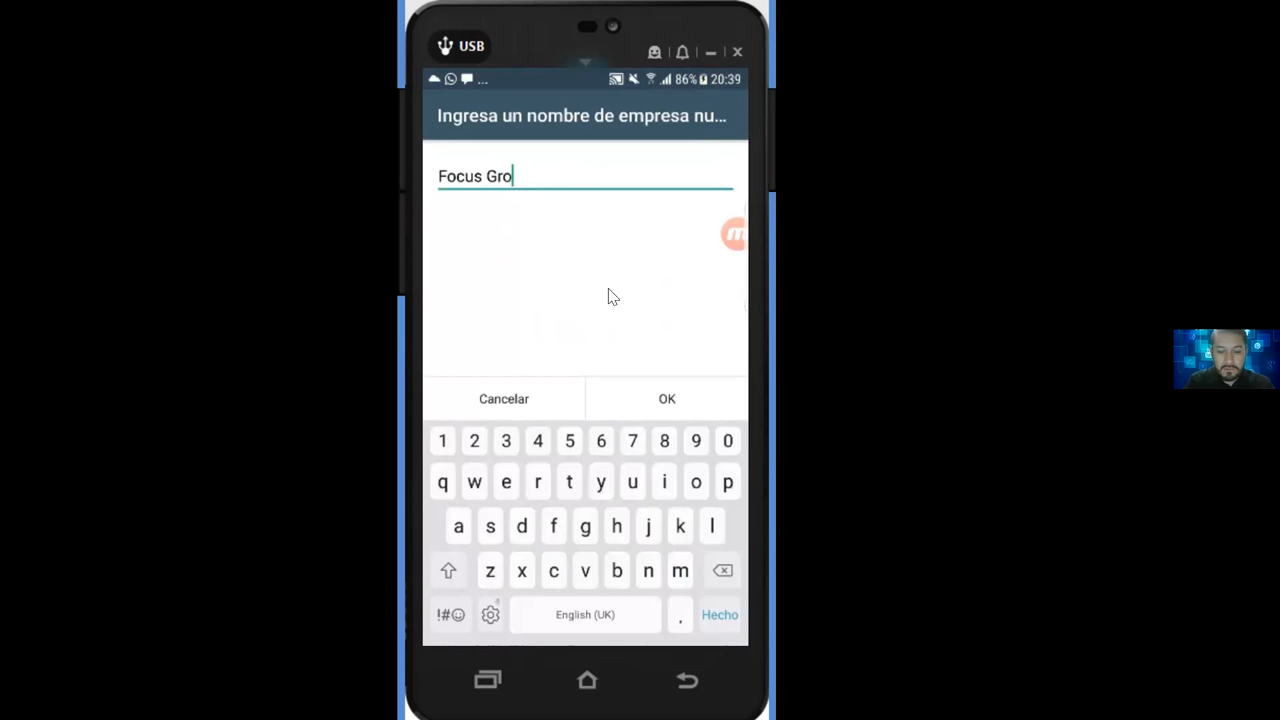 USB
... 86% 20:39
Ingresa un nombre de empresa nu...
Focus Gro
Cancelar OK
1 2 3 4 5 6 7 8 9 0
q w e r t y u i o p
a s d f g h j k l
z x c v b n m
!#☺ English (UK) . Hecho